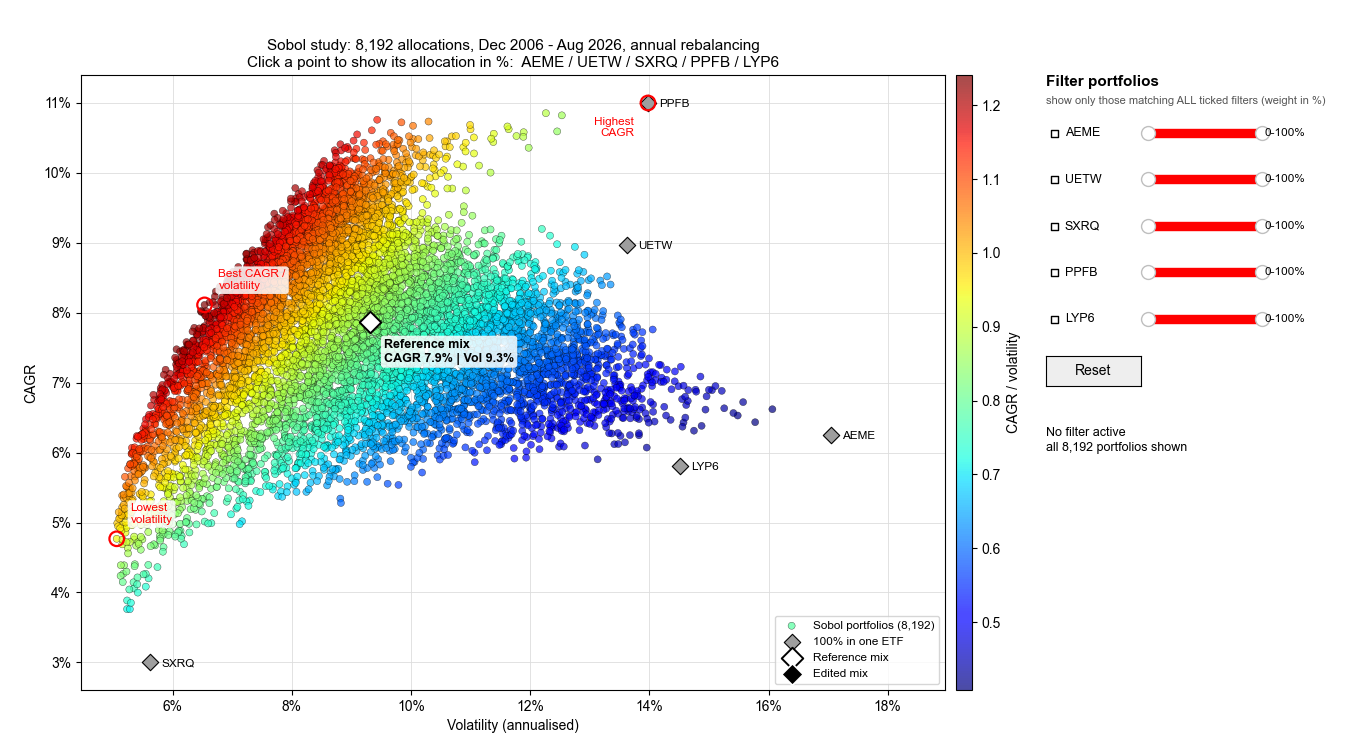 Sobol study: 8,192 allocations, Dec 2006 - Aug 2026, annual rebalancing
Click a point to show its allocation in %:  AEME / UETW / SXRQ / PPFB / LYP6
CAGR
11%
10%
9%
8%
7%
6%
5%
4%
3%
6%
8%
10%
12%
14%
16%
18%
Volatility (annualised)
PPFB
Highest
CAGR
UETW
Best CAGR /
volatility
Reference mix
CAGR 7.9% | Vol 9.3%
AEME
LYP6
Lowest
volatility
SXRQ
Sobol portfolios (8,192)
100% in one ETF
Reference mix
Edited mix
1.2
1.1
1.0
0.9
0.8
0.7
0.6
0.5
CAGR / volatility
Filter portfolios
show only those matching ALL ticked filters (weight in %)
AEME 0-100%
UETW 0-100%
SXRQ 0-100%
PPFB 0-100%
LYP6 0-100%
Reset
No filter active
all 8,192 portfolios shown